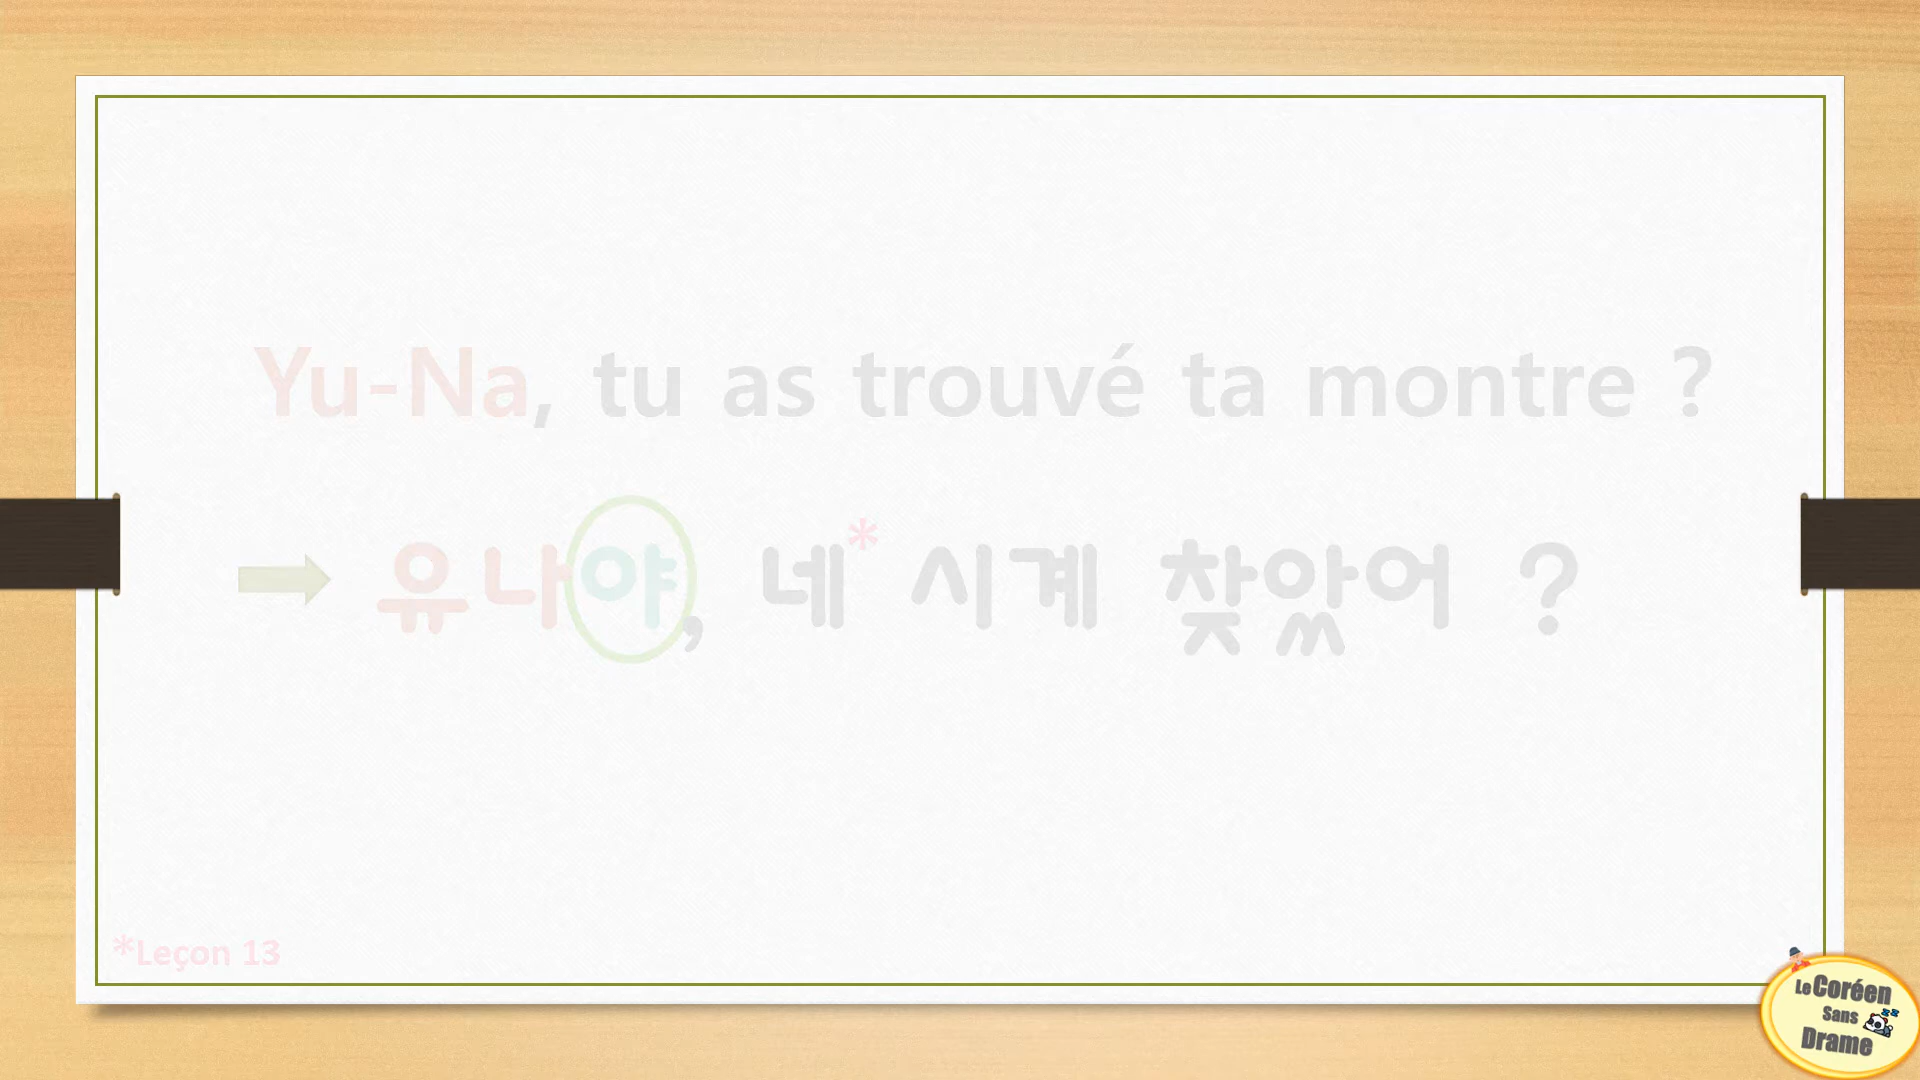 Yu-Na, tu as trouvé ta montre ?
유나야, 네* 시계 찾았어 ?
*Leçon 13
Le Coréen
Sans
Drame